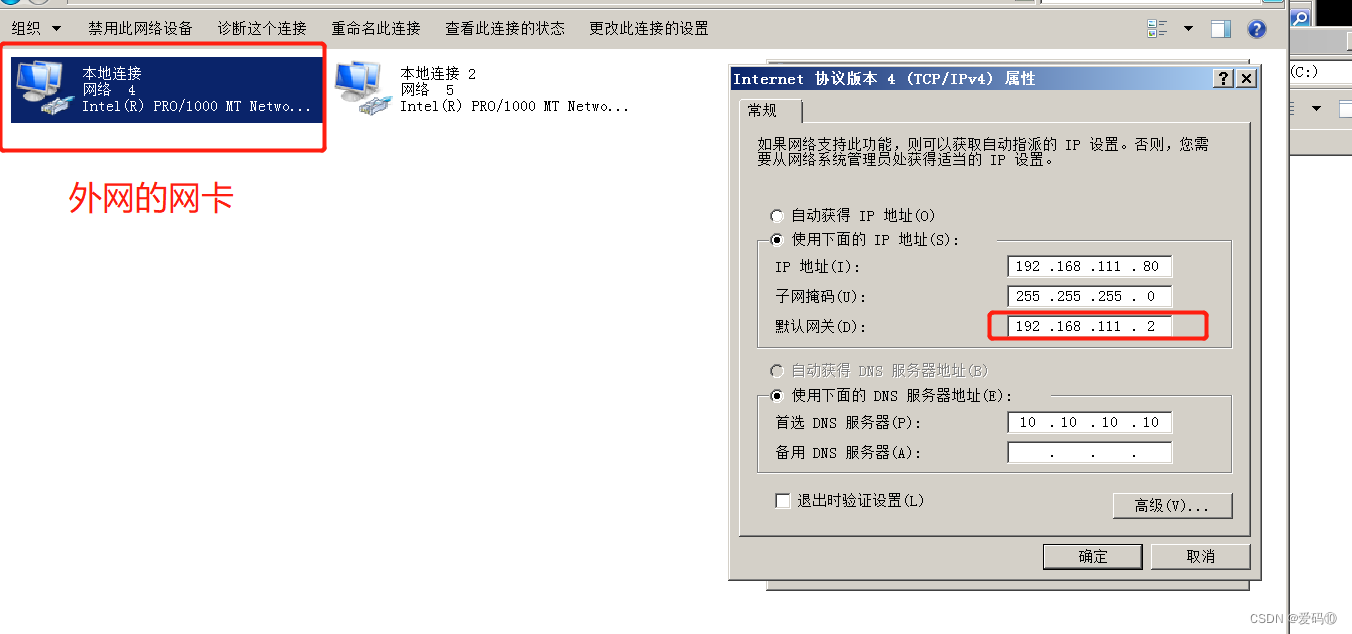 组织 禁用此网络设备 诊断这个连接 重命名此连接 查看此连接的状态 更改此连接的设置
本地连接
网络 4
Intel(R) PRO/1000 MT Netwo...
本地连接 2
网络 5
Intel(R) PRO/1000 MT Netwo...
外网的网卡
(C:)
Internet 协议版本 4 (TCP/IPv4) 属性
常规
如果网络支持此功能，则可以获取自动指派的 IP 设置。否则，您需
要从网络系统管理员处获得适当的 IP 设置。
自动获得 IP 地址(O)
使用下面的 IP 地址(S):
IP 地址(I): 192 .168 .111 . 80
子网掩码(U): 255 .255 .255 . 0
默认网关(D): 192 .168 .111 . 2
自动获得 DNS 服务器地址(B)
使用下面的 DNS 服务器地址(E):
首选 DNS 服务器(P): 10 . 10 . 10 . 10
备用 DNS 服务器(A): . . .
退出时验证设置(L)
高级(V)...
确定 取消
CSDN @爱码⑩